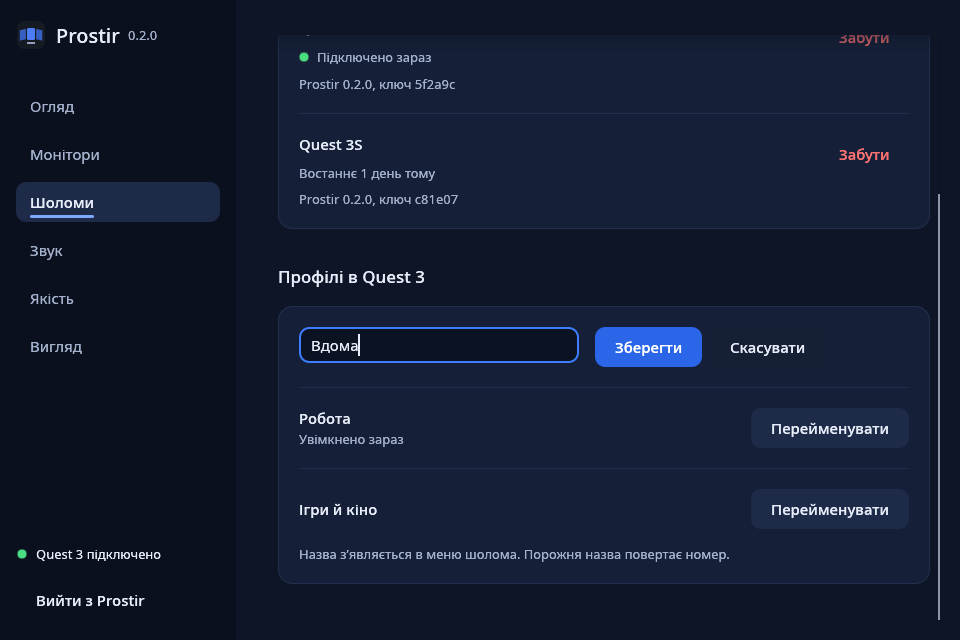 Prostir 0.2.0
Огляд
Монітори
Шоломи
Звук
Якість
Вигляд
Quest 3 підключено
Вийти з Prostir
Забути
Підключено зараз
Prostir 0.2.0, ключ 5f2a9c
Quest 3S
Забути
Востаннє 1 день тому
Prostir 0.2.0, ключ c81e07
Профілі в Quest 3
Вдома
Зберегти
Скасувати
Робота
Увімкнено зараз
Перейменувати
Ігри й кіно
Перейменувати
Назва зʼявляється в меню шолома. Порожня назва повертає номер.